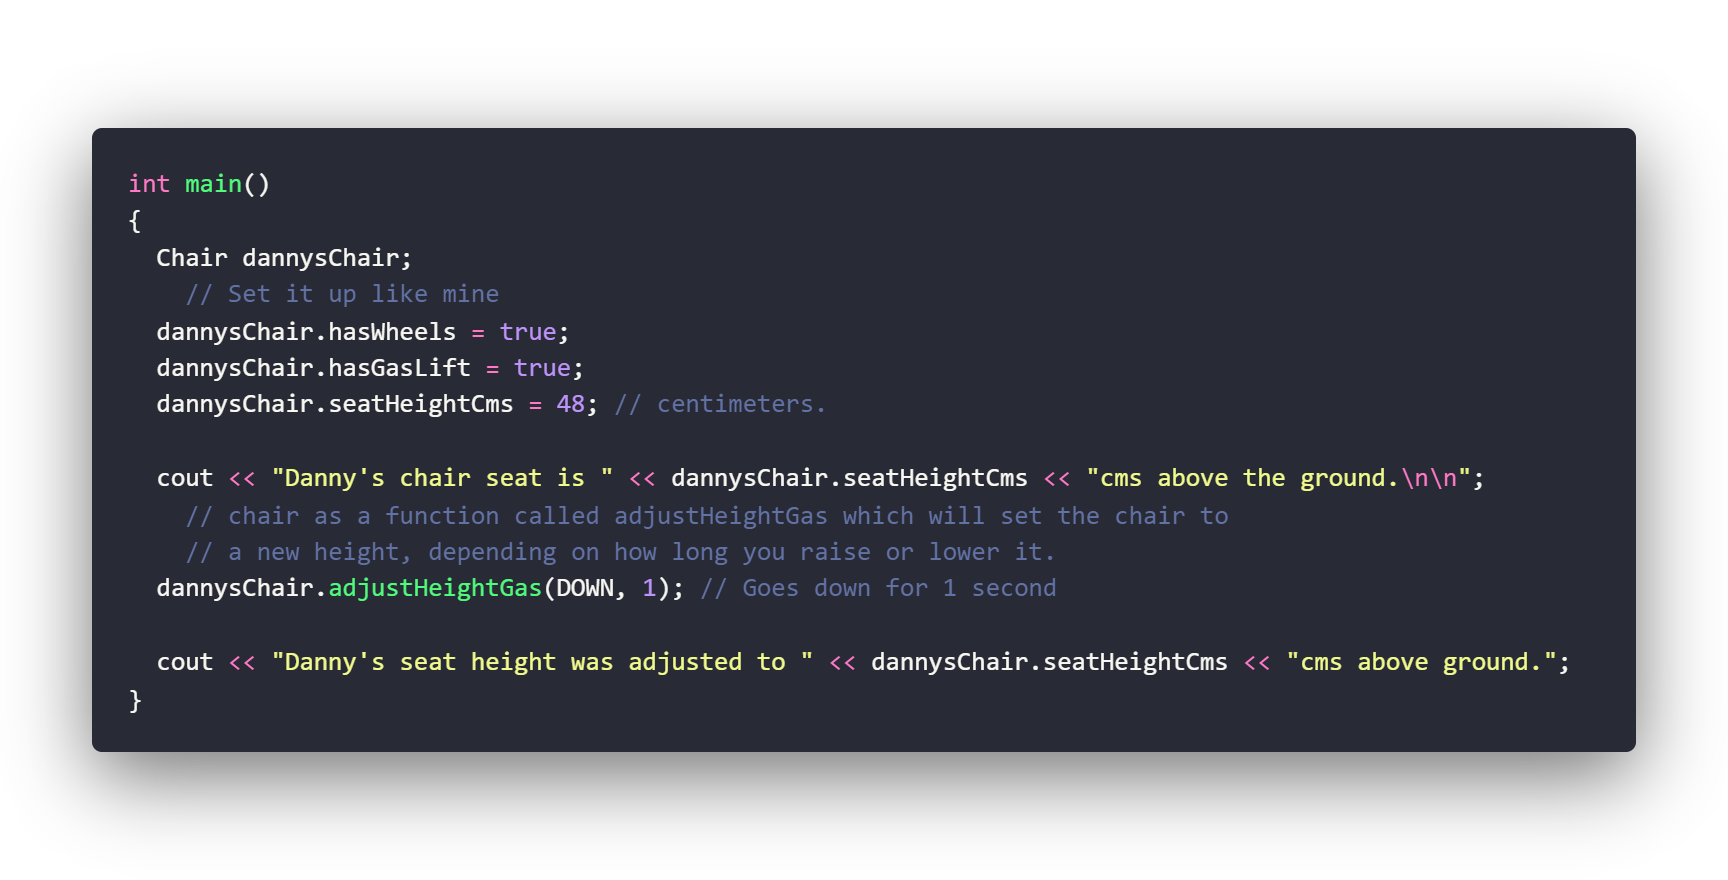 int main()
{
  Chair dannysChair;
    // Set it up like mine
  dannysChair.hasWheels = true;
  dannysChair.hasGasLift = true;
  dannysChair.seatHeightCms = 48; // centimeters.

  cout << "Danny's chair seat is " << dannysChair.seatHeightCms << "cms above the ground.\n\n";
    // chair as a function called adjustHeightGas which will set the chair to
    // a new height, depending on how long you raise or lower it.
  dannysChair.adjustHeightGas(DOWN, 1); // Goes down for 1 second

  cout << "Danny's seat height was adjusted to " << dannysChair.seatHeightCms << "cms above ground.";
}